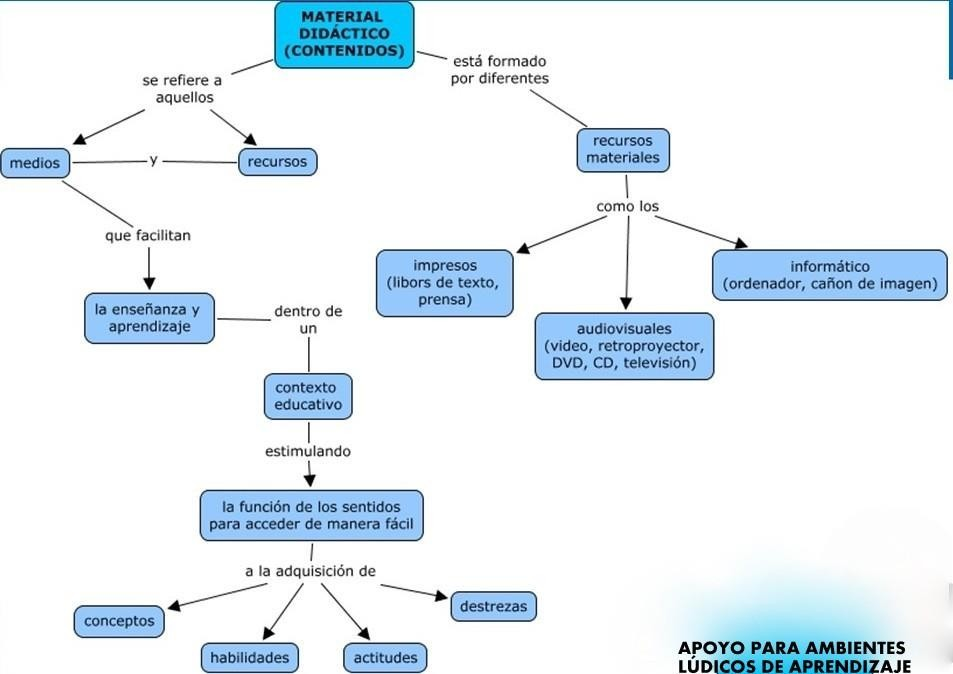 MATERIAL
DIDÁCTICO
(CONTENIDOS)
se refiere a
aquellos
está formado
por diferentes
medios
y
recursos
recursos
materiales
que facilitan
como los
impresos
(libors de texto,
prensa)
informático
(ordenador, cañon de imagen)
audiovisuales
(video, retroproyector,
DVD, CD, televisión)
la enseñanza y
aprendizaje
dentro de
un
contexto
educativo
estimulando
la función de los sentidos
para acceder de manera fácil
a la adquisición de
conceptos
habilidades
actitudes
destrezas
APOYO PARA AMBIENTES
LÚDICOS DE APRENDIZAJE